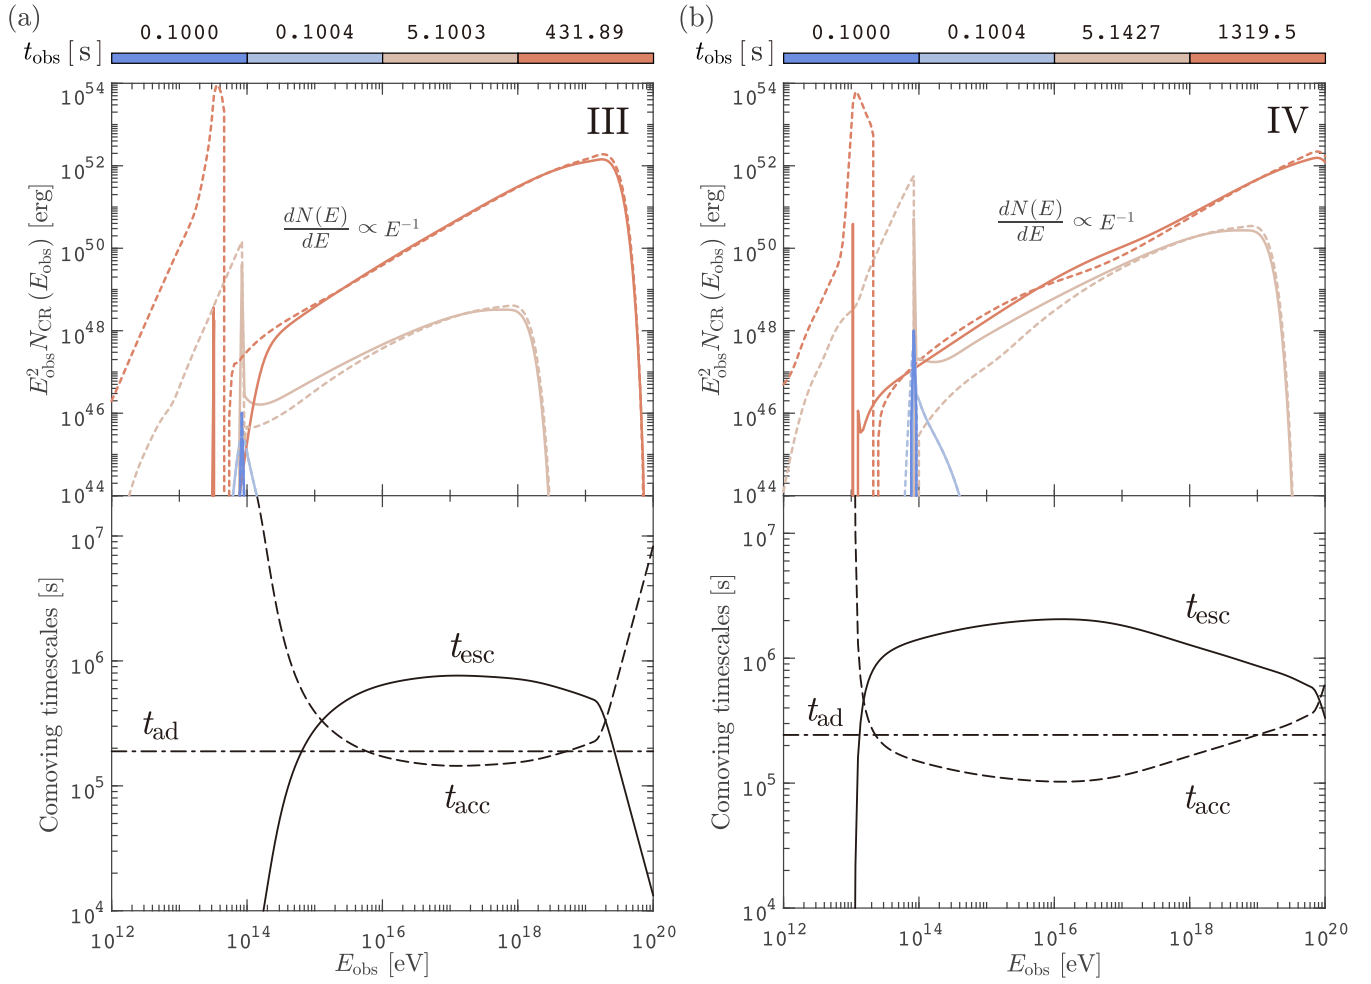 (a)
t_obs [s] 0.1000 0.1004 5.1003 431.89
10^54
10^52
10^50
10^48
10^46
10^44
E²_obs N_CR (E_obs) [erg]
III
dN(E)/dE ∝ E^−1
10^7
10^6
10^5
10^4
Comoving timescales [s]
t_esc
t_ad
t_acc
10^12 10^14 10^16 10^18 10^20
E_obs [eV]
(b)
t_obs [s] 0.1000 0.1004 5.1427 1319.5
10^54
10^52
10^50
10^48
10^46
10^44
E²_obs N_CR (E_obs) [erg]
IV
dN(E)/dE ∝ E^−1
10^7
10^6
10^5
10^4
Comoving timescales [s]
t_esc
t_ad
t_acc
10^12 10^14 10^16 10^18 10^20
E_obs [eV]